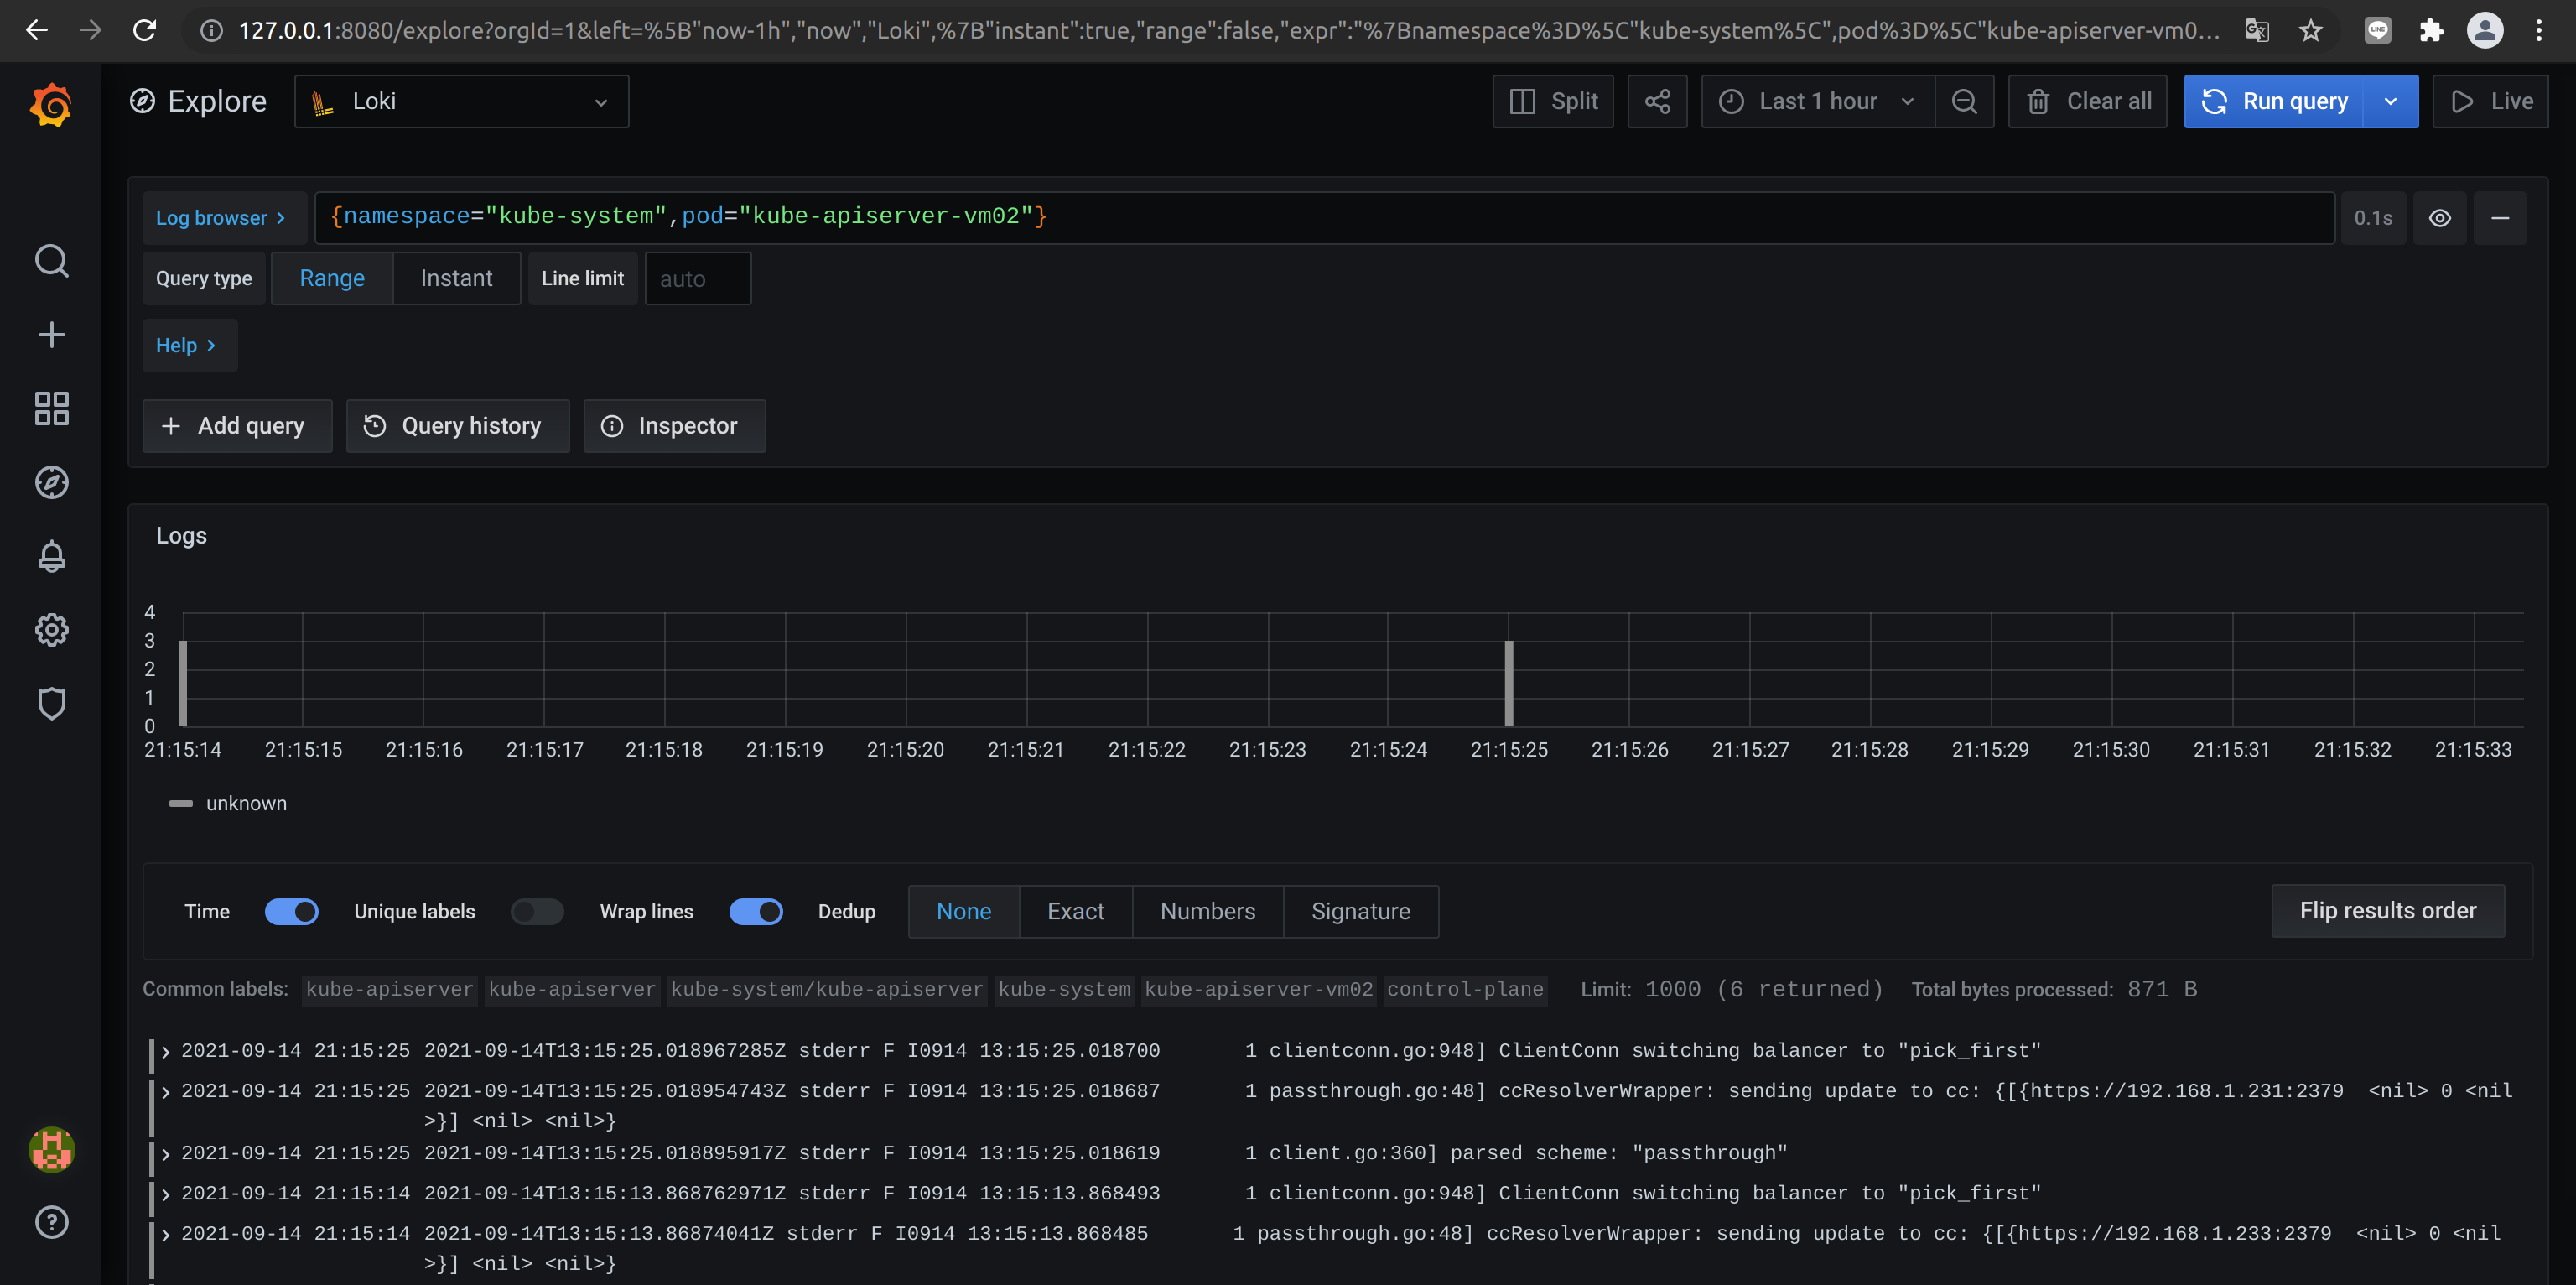 127.0.0.1:8080/explore?orgId=1&left=%5B"now-1h","now","Loki",%7B"instant":true,"range":false,"expr":"%7Bnamespace%3D%5C"kube-system%5C",pod%3D%5C"kube-apiserver-vm0...
Explore Loki Split Last 1 hour Clear all Run query Live
Log browser > {namespace="kube-system",pod="kube-apiserver-vm02"} 0.1s
Query type Range Instant Line limit auto
Help >
+ Add query Query history Inspector
Logs
4
3
2
1
0
21:15:14 21:15:15 21:15:16 21:15:17 21:15:18 21:15:19 21:15:20 21:15:21 21:15:22 21:15:23 21:15:24 21:15:25 21:15:26 21:15:27 21:15:28 21:15:29 21:15:30 21:15:31 21:15:32 21:15:33
unknown
Time Unique labels Wrap lines Dedup None Exact Numbers Signature Flip results order
Common labels: kube-apiserver kube-apiserver kube-system/kube-apiserver kube-system kube-apiserver-vm02 control-plane Limit: 1000 (6 returned) Total bytes processed: 871 B
> 2021-09-14 21:15:25 2021-09-14T13:15:25.018967285Z stderr F I0914 13:15:25.018700 1 clientconn.go:948] ClientConn switching balancer to "pick_first"
> 2021-09-14 21:15:25 2021-09-14T13:15:25.018954743Z stderr F I0914 13:15:25.018687 1 passthrough.go:48] ccResolverWrapper: sending update to cc: {[{https://192.168.1.231:2379 <nil> 0 <nil
>}] <nil> <nil>}
> 2021-09-14 21:15:25 2021-09-14T13:15:25.018895917Z stderr F I0914 13:15:25.018619 1 client.go:360] parsed scheme: "passthrough"
> 2021-09-14 21:15:14 2021-09-14T13:15:13.868762971Z stderr F I0914 13:15:13.868493 1 clientconn.go:948] ClientConn switching balancer to "pick_first"
> 2021-09-14 21:15:14 2021-09-14T13:15:13.86874041Z stderr F I0914 13:15:13.868485 1 passthrough.go:48] ccResolverWrapper: sending update to cc: {[{https://192.168.1.233:2379 <nil> 0 <nil
>}] <nil> <nil>}